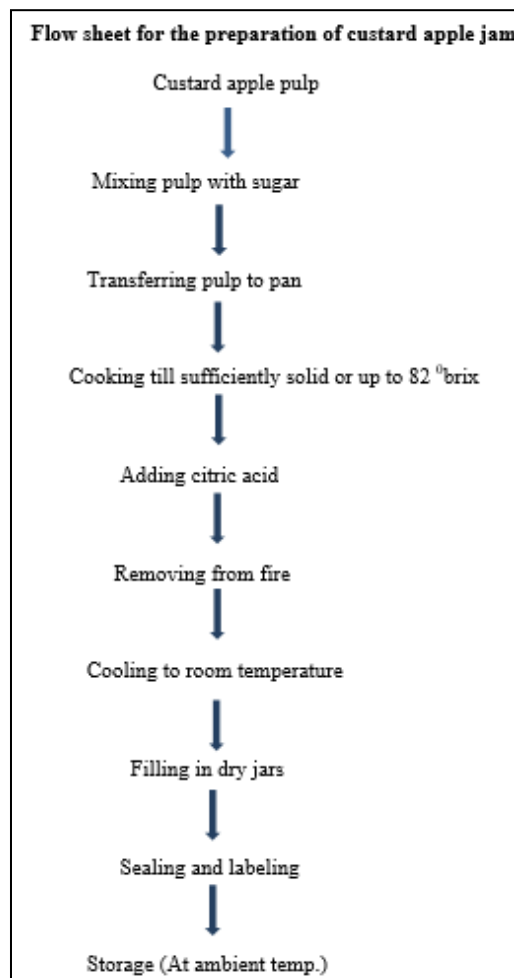 Flow sheet for the preparation of custard apple jam
Custard apple pulp
Mixing pulp with sugar
Transferring pulp to pan
Cooking till sufficiently solid or up to 82 ⁰brix
Adding citric acid
Removing from fire
Cooling to room temperature
Filling in dry jars
Sealing and labeling
Storage (At ambient temp.)